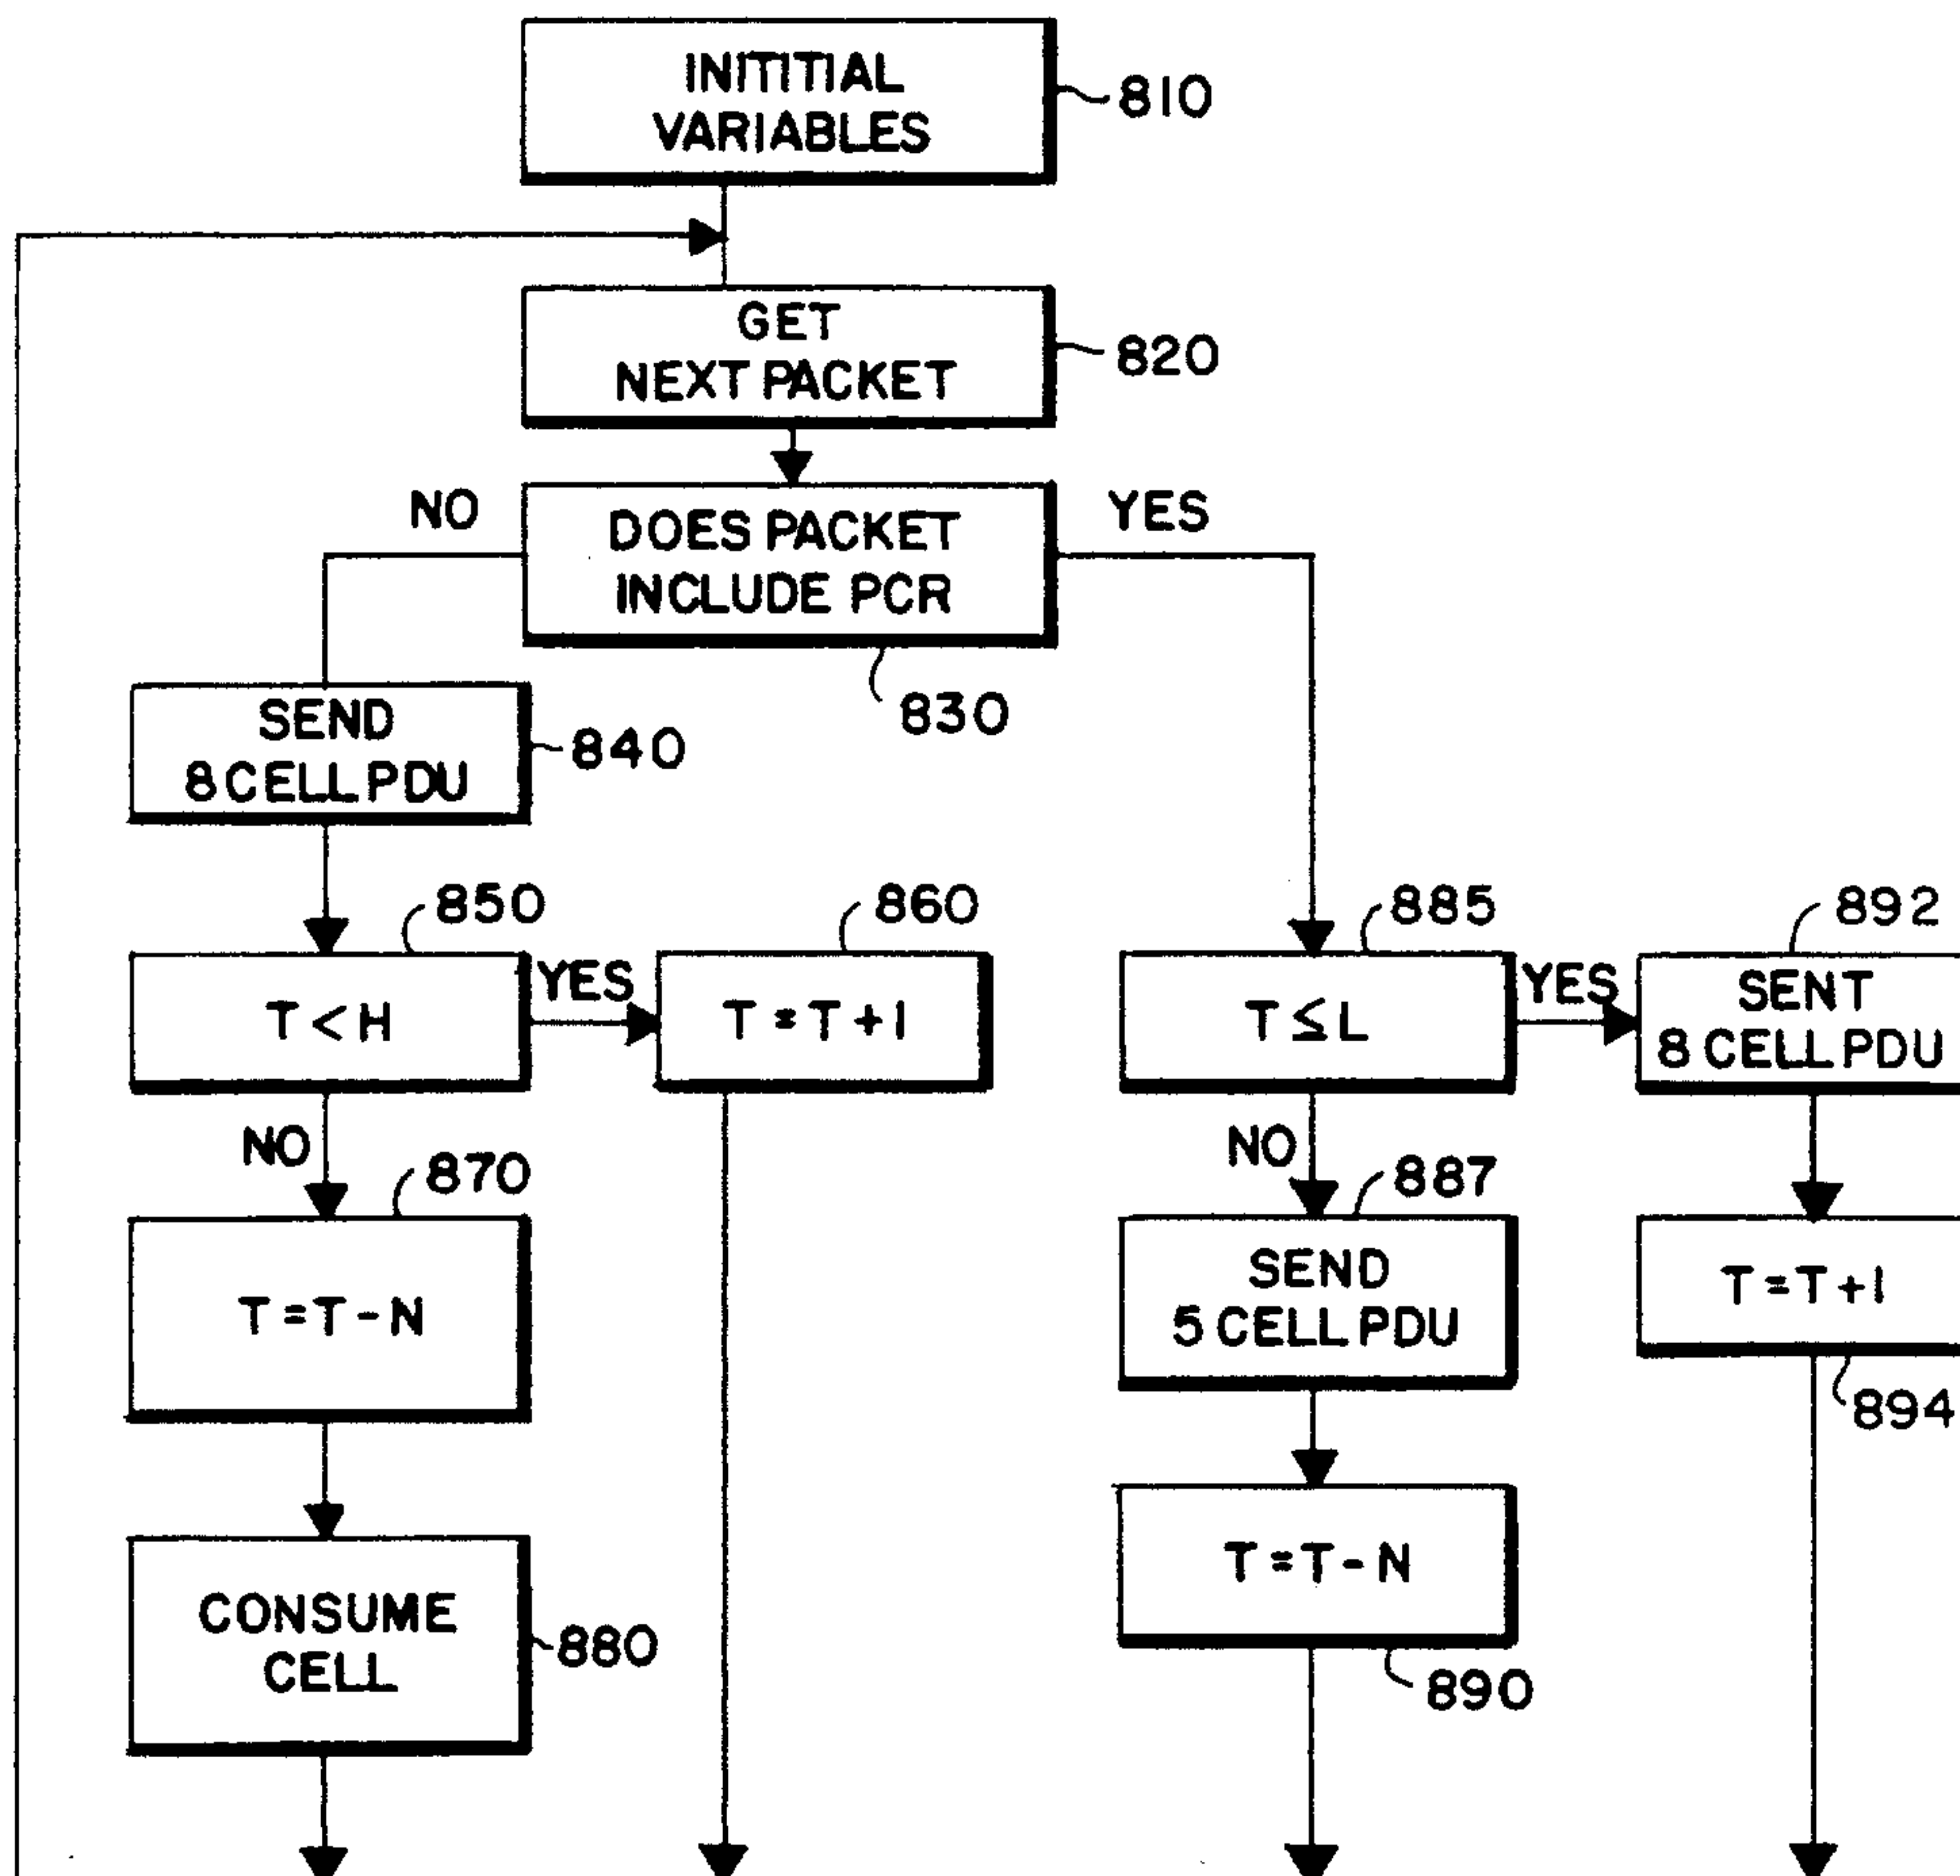 INITITIAL
VARIABLES
810
GET
NEXT PACKET
820
NO
DOES PACKET
INCLUDE PCR
YES
830
SEND
8 CELL PDU
840
850
T < H
YES
860
T = T + 1
885
T ≤ L
YES
892
SENT
8 CELL PDU
NO
870
T = T - N
NO
887
SEND
5 CELL PDU
T = T + 1
894
CONSUME
CELL
880
T = T - N
890